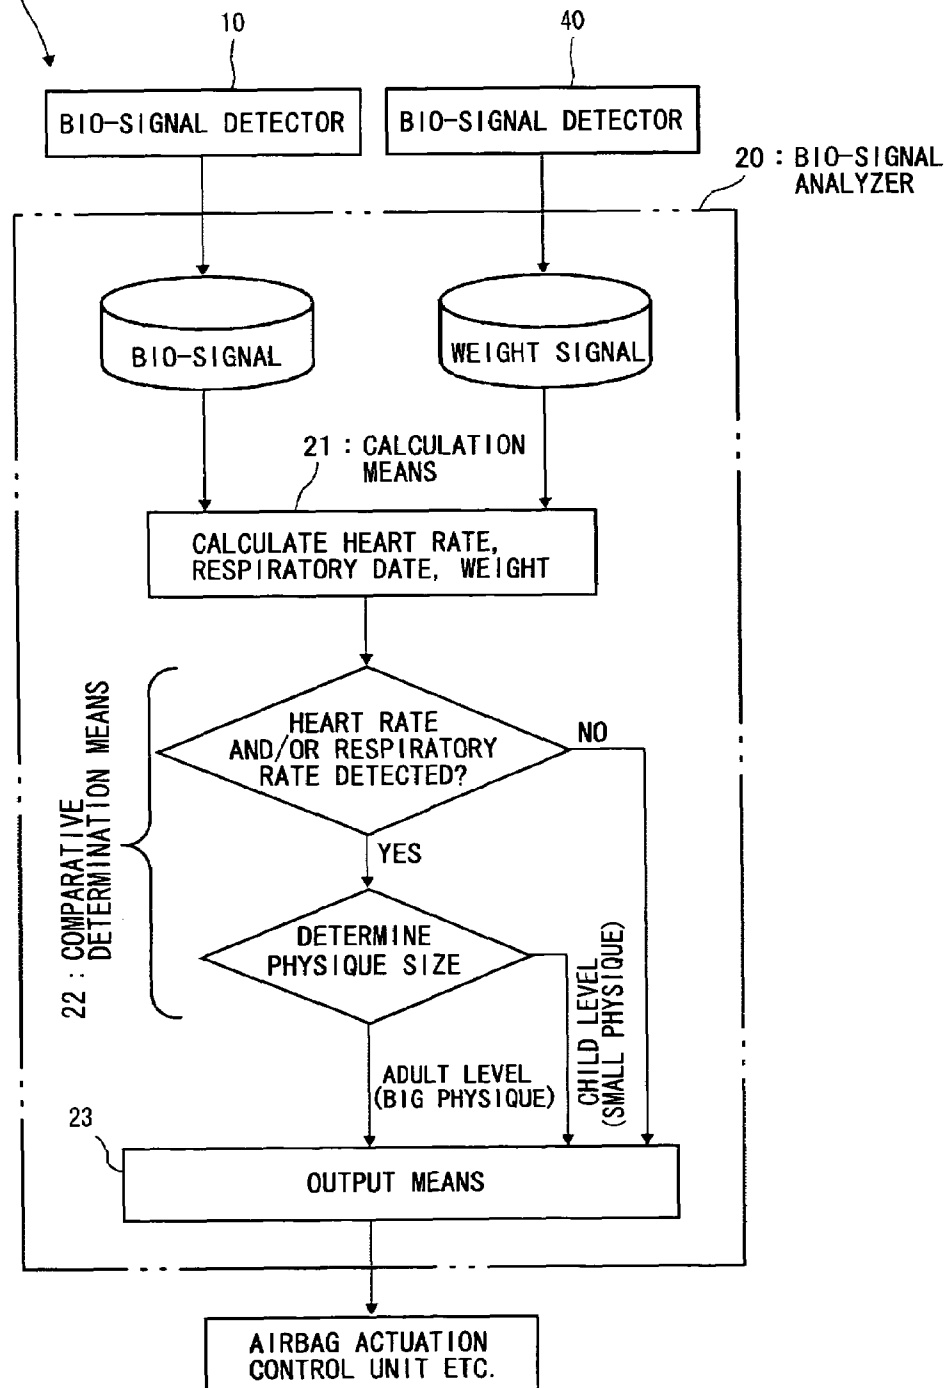 10
40
BIO-SIGNAL DETECTOR
BIO-SIGNAL DETECTOR
20 : BIO-SIGNAL
ANALYZER
BIO-SIGNAL
WEIGHT SIGNAL
21 : CALCULATION
MEANS
CALCULATE HEART RATE,
RESPIRATORY DATE, WEIGHT
22 : COMPARATIVE
DETERMINATION MEANS
HEART RATE
AND/OR RESPIRATORY
RATE DETECTED?
NO
YES
DETERMINE
PHYSIQUE SIZE
ADULT LEVEL
(BIG PHYSIQUE)
CHILD LEVEL
(SMALL PHYSIQUE)
23
OUTPUT MEANS
AIRBAG ACTUATION
CONTROL UNIT ETC.